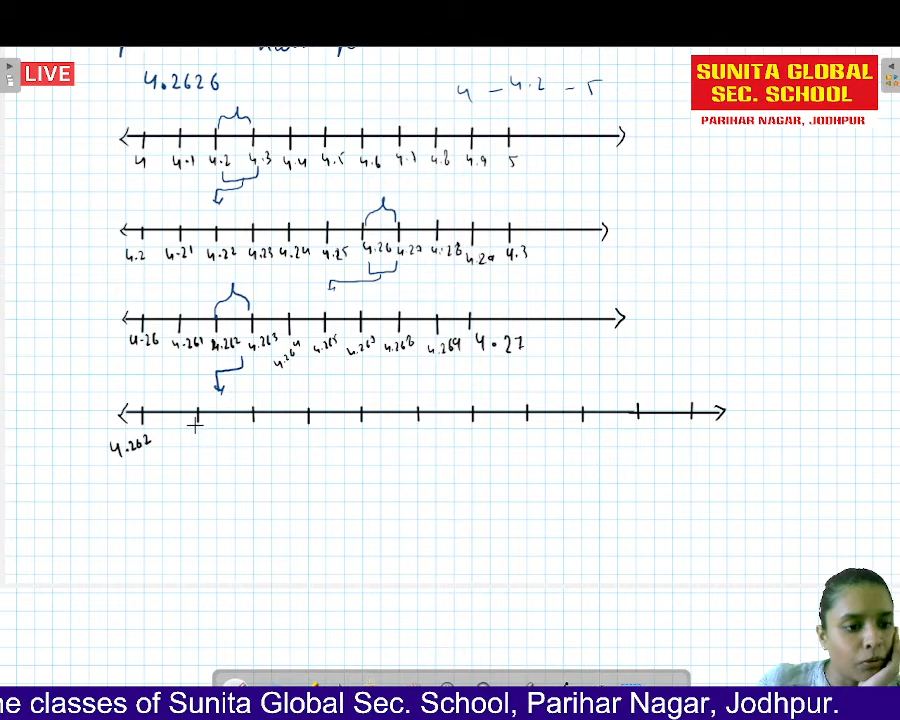 LIVE
SUNITA GLOBAL
SEC. SCHOOL
PARIHAR NAGAR, JODHPUR
4.2626
4 - 4.2 - 5
4 4.1 4.2 4.3 4.4 4.5 4.6 4.7 4.8 4.9 5
4.2 4.21 4.22 4.23 4.24 4.25 4.26 4.27 4.28 4.29 4.3
4.26 4.261 4.262 4.263 4.264 4.265 4.268 4.269 4.27
4.262
he classes of Sunita Global Sec. School, Parihar Nagar, Jodhpur.